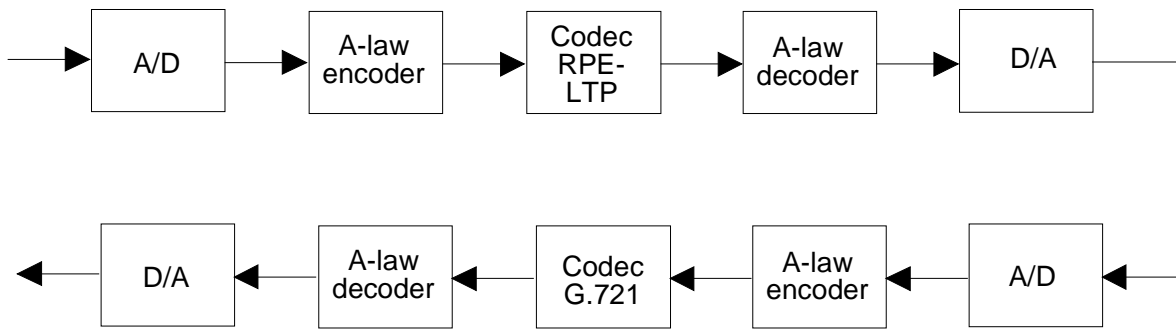 A/D
A-law
encoder
Codec
RPE-
LTP
A-law
decoder
D/A
D/A
A-law
decoder
Codec
G.721
A-law
encoder
A/D